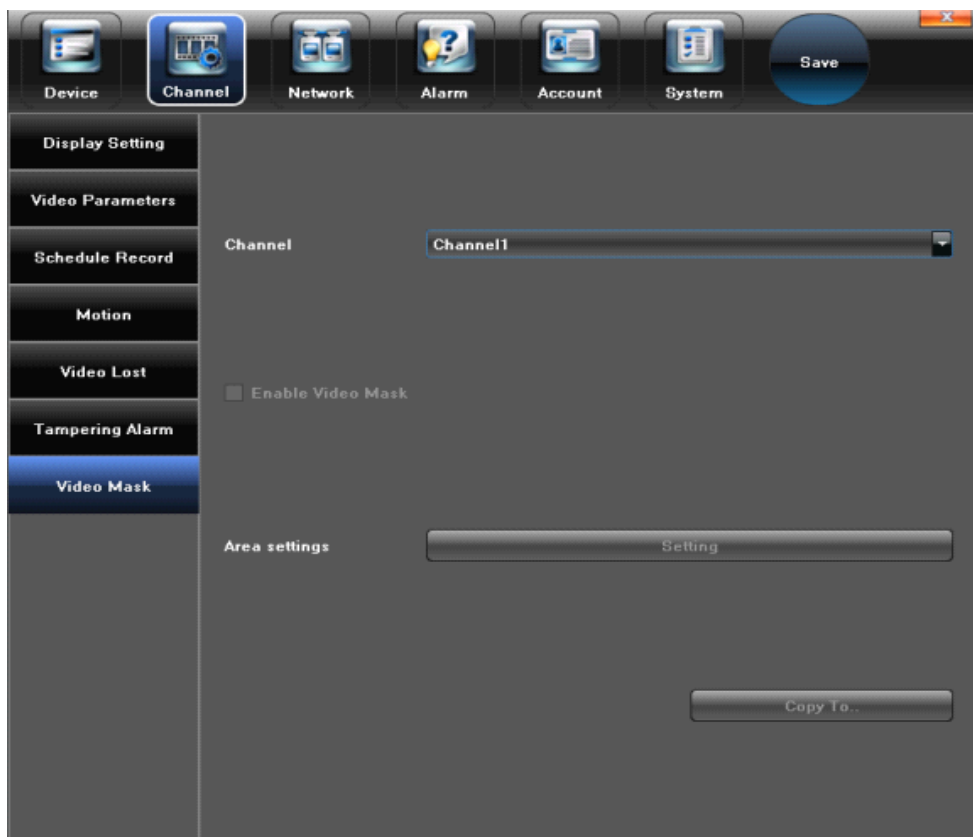 Device
Channel
Network
Alarm
Account
System
Save
Display Setting
Video Parameters
Schedule Record
Motion
Video Lost
Tampering Alarm
Video Mask
Channel
Channel1
Enable Video Mask
Area settings
Setting
Copy To..